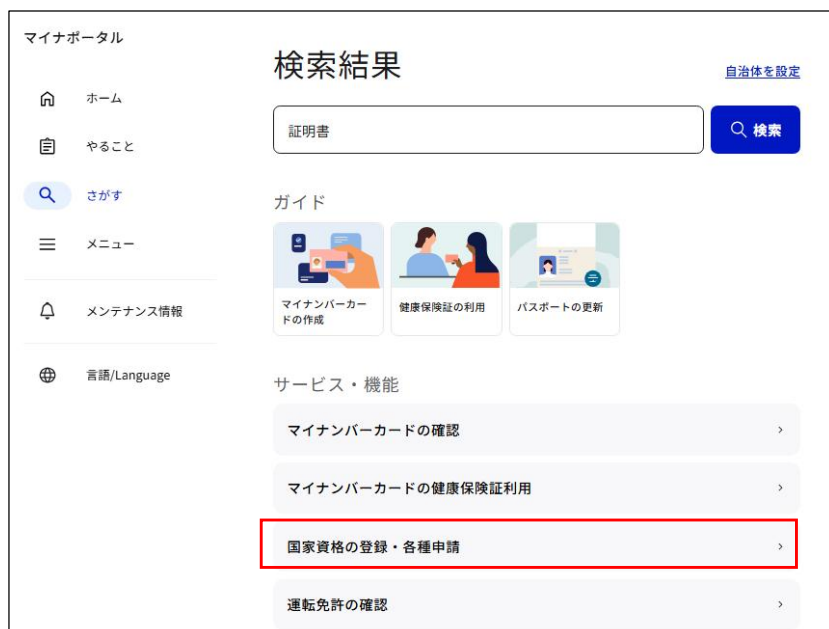 マイナポータル
ホーム
やること
さがす
メニュー
メンテナンス情報
言語/Language
検索結果
自治体を設定
証明書
検索
ガイド
マイナンバーカー
ドの作成
健康保険証の利用
パスポートの更新
サービス・機能
マイナンバーカードの確認
マイナンバーカードの健康保険証利用
国家資格の登録・各種申請
運転免許の確認